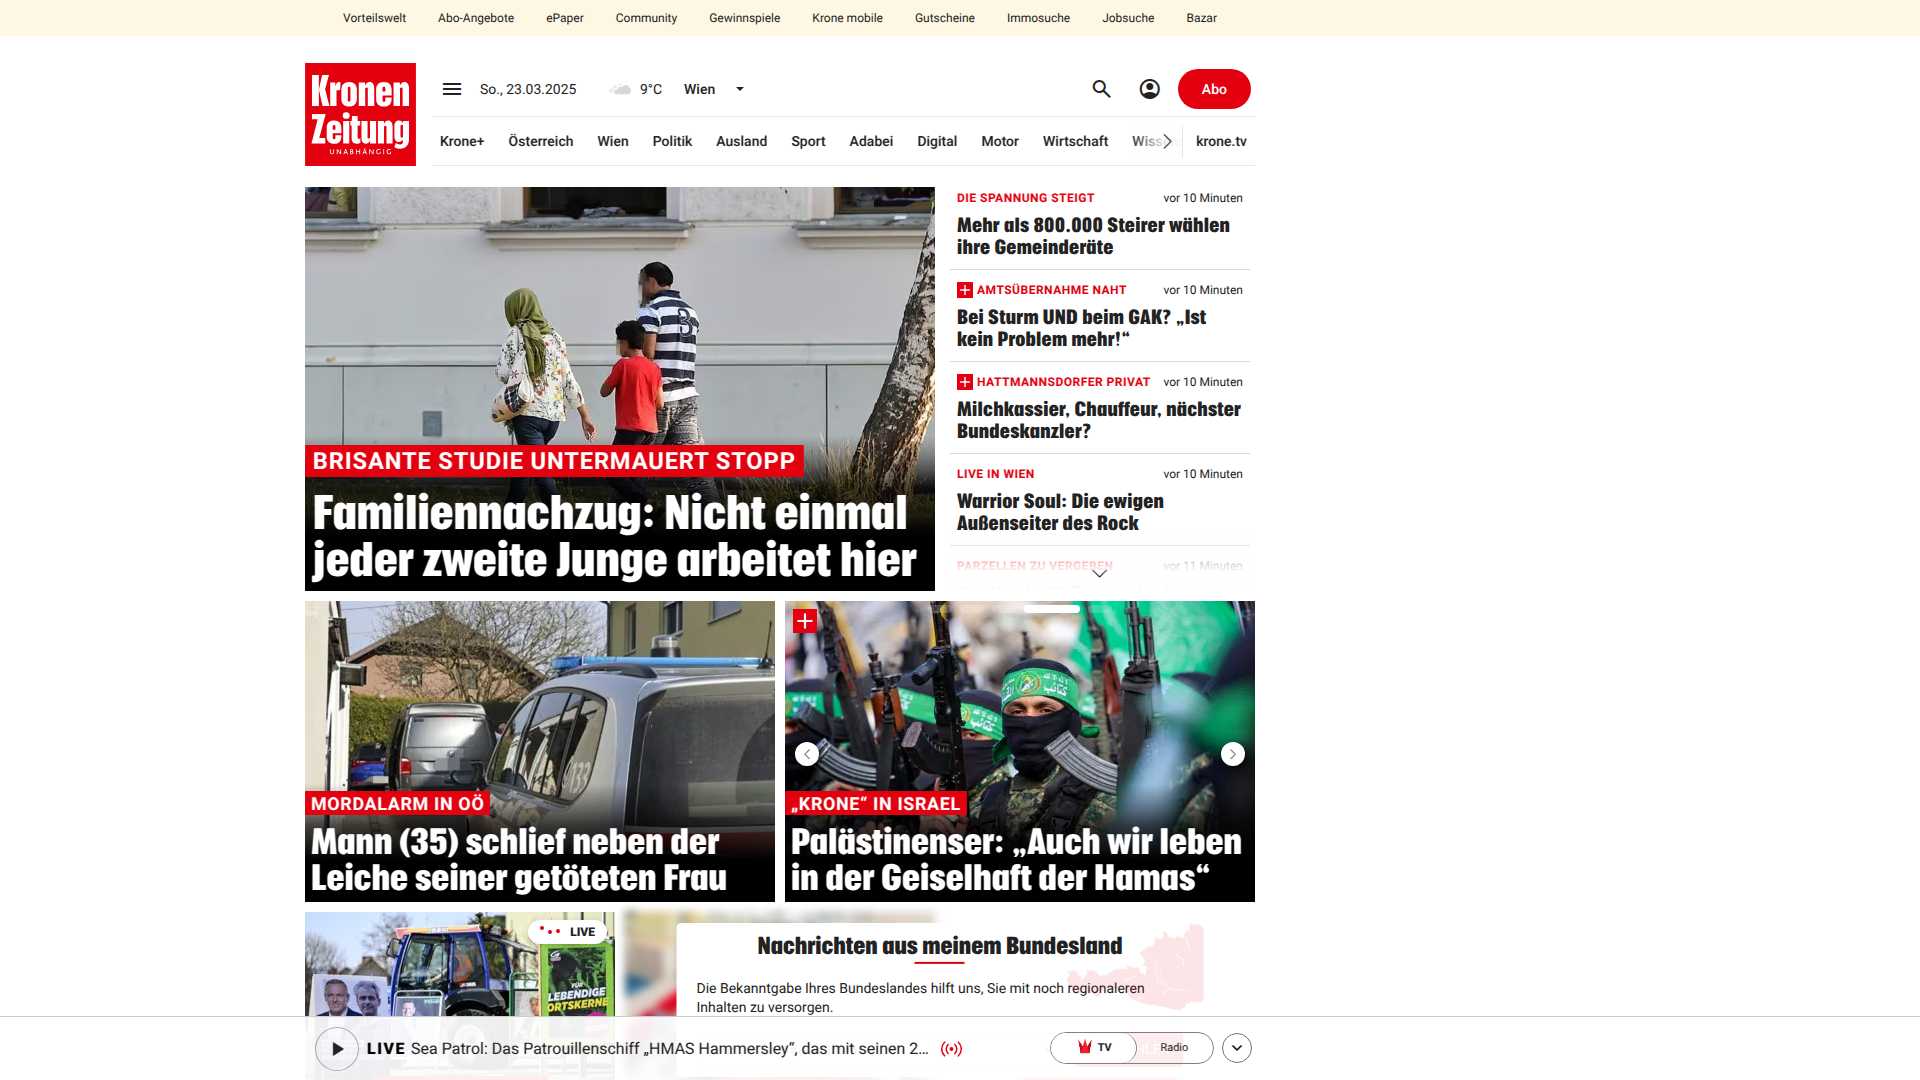 Vorteilswelt Abo-Angebote ePaper Community Gewinnspiele Krone mobile Gutscheine Immosuche Jobsuche Bazar
Kronen
Zeitung
UNABHÄNGIG
So., 23.03.2025 9°C Wien
Abo
Krone+ Österreich Wien Politik Ausland Sport Adabei Digital Motor Wirtschaft Wiss krone.tv
BRISANTE STUDIE UNTERMAUERT STOPP
Familiennachzug: Nicht einmal
jeder zweite Junge arbeitet hier
DIE SPANNUNG STEIGT vor 10 Minuten
Mehr als 800.000 Steirer wählen
ihre Gemeinderäte
AMTSÜBERNAHME NAHT vor 10 Minuten
Bei Sturm UND beim GAK? „Ist
kein Problem mehr!“
HATTMANNSDORFER PRIVAT vor 10 Minuten
Milchkassier, Chauffeur, nächster
Bundeskanzler?
LIVE IN WIEN vor 10 Minuten
Warrior Soul: Die ewigen
Außenseiter des Rock
PARZELLEN ZU VERGEBEN vor 11 Minuten
MORDALARM IN OÖ
Mann (35) schlief neben der
Leiche seiner getöteten Frau
„KRONE“ IN ISRAEL
Palästinenser: „Auch wir leben
in der Geiselhaft der Hamas“
LIVE
FÜR
LEBENDIGE
ORTSKERNE
Nachrichten aus meinem Bundesland
Die Bekanntgabe Ihres Bundeslandes hilft uns, Sie mit noch regionaleren
Inhalten zu versorgen.
LIVE Sea Patrol: Das Patrouillenschiff „HMAS Hammersley“, das mit seinen 2...
TV Radio